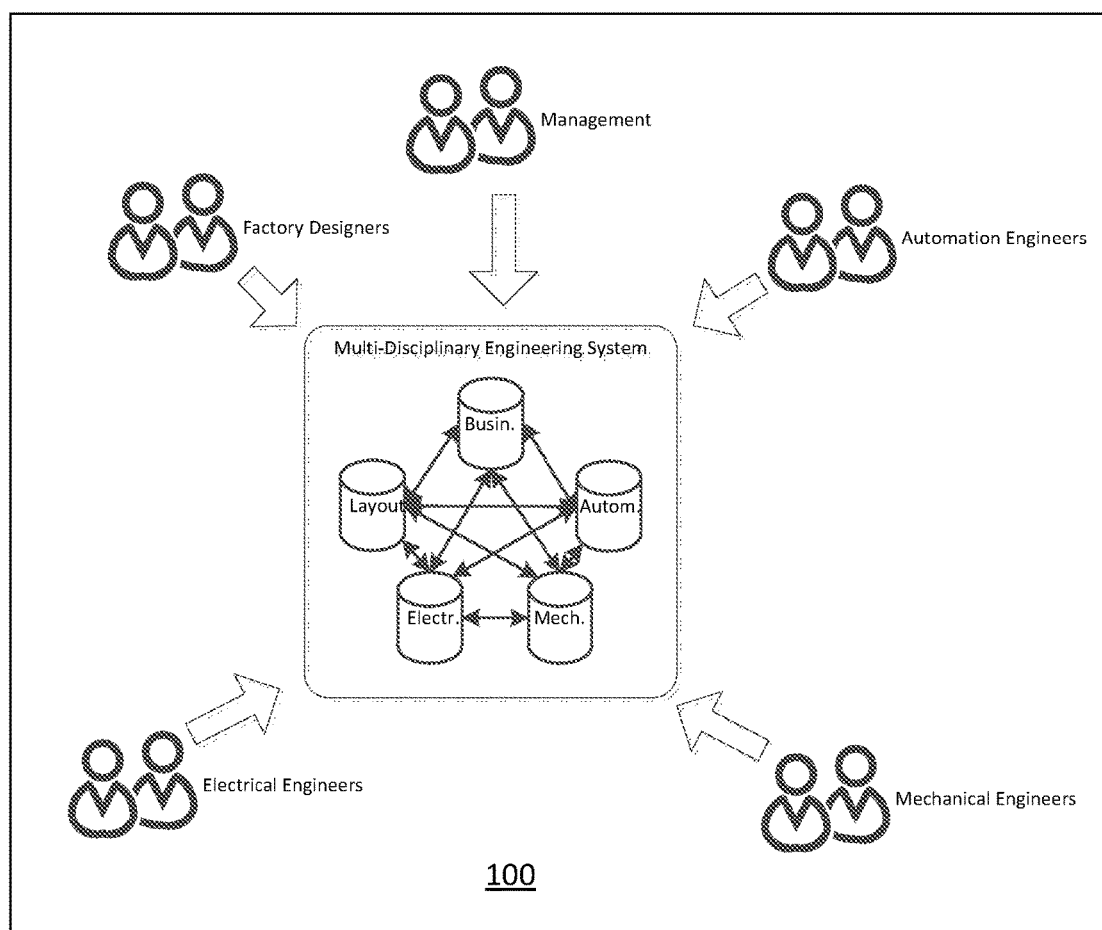 Management
Factory Designers
Automation Engineers
Multi-Disciplinary Engineering System
Busin.
Layout
Autom.
Electr.
Mech.
Electrical Engineers
Mechanical Engineers
100